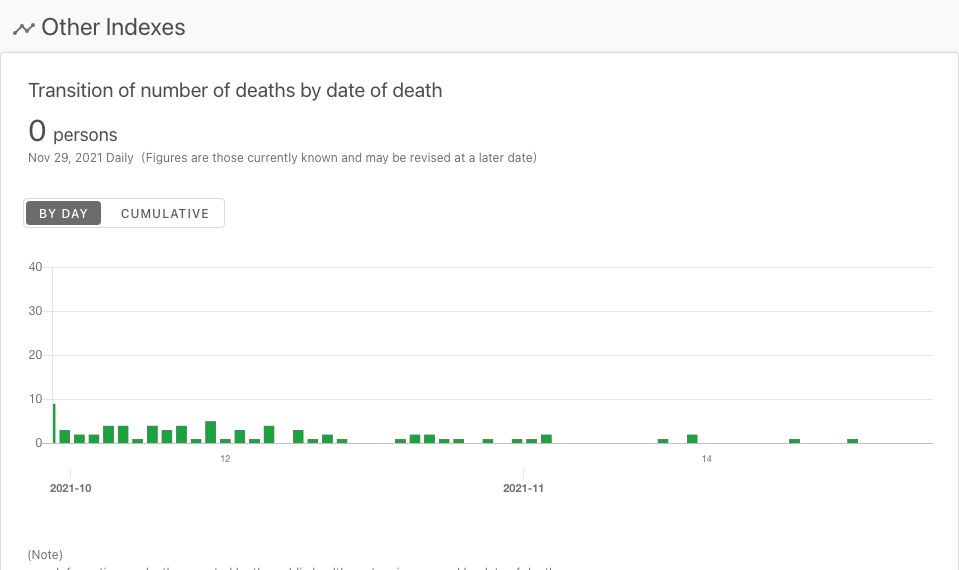 Other Indexes
Transition of number of deaths by date of death
0 persons
Nov 29, 2021 Daily (Figures are those currently known and may be revised at a later date)
BY DAY CUMULATIVE
40
30
20
10
0
12 14
2021-10 2021-11
(Note)